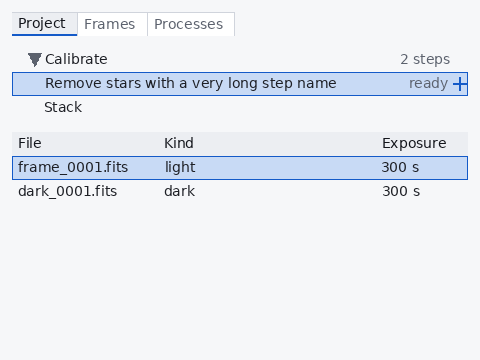 Project Frames Processes
Calibrate 2 steps
Remove stars with a very long step name ready
Stack
File Kind Exposure
frame_0001.fits light 300 s
dark_0001.fits dark 300 s